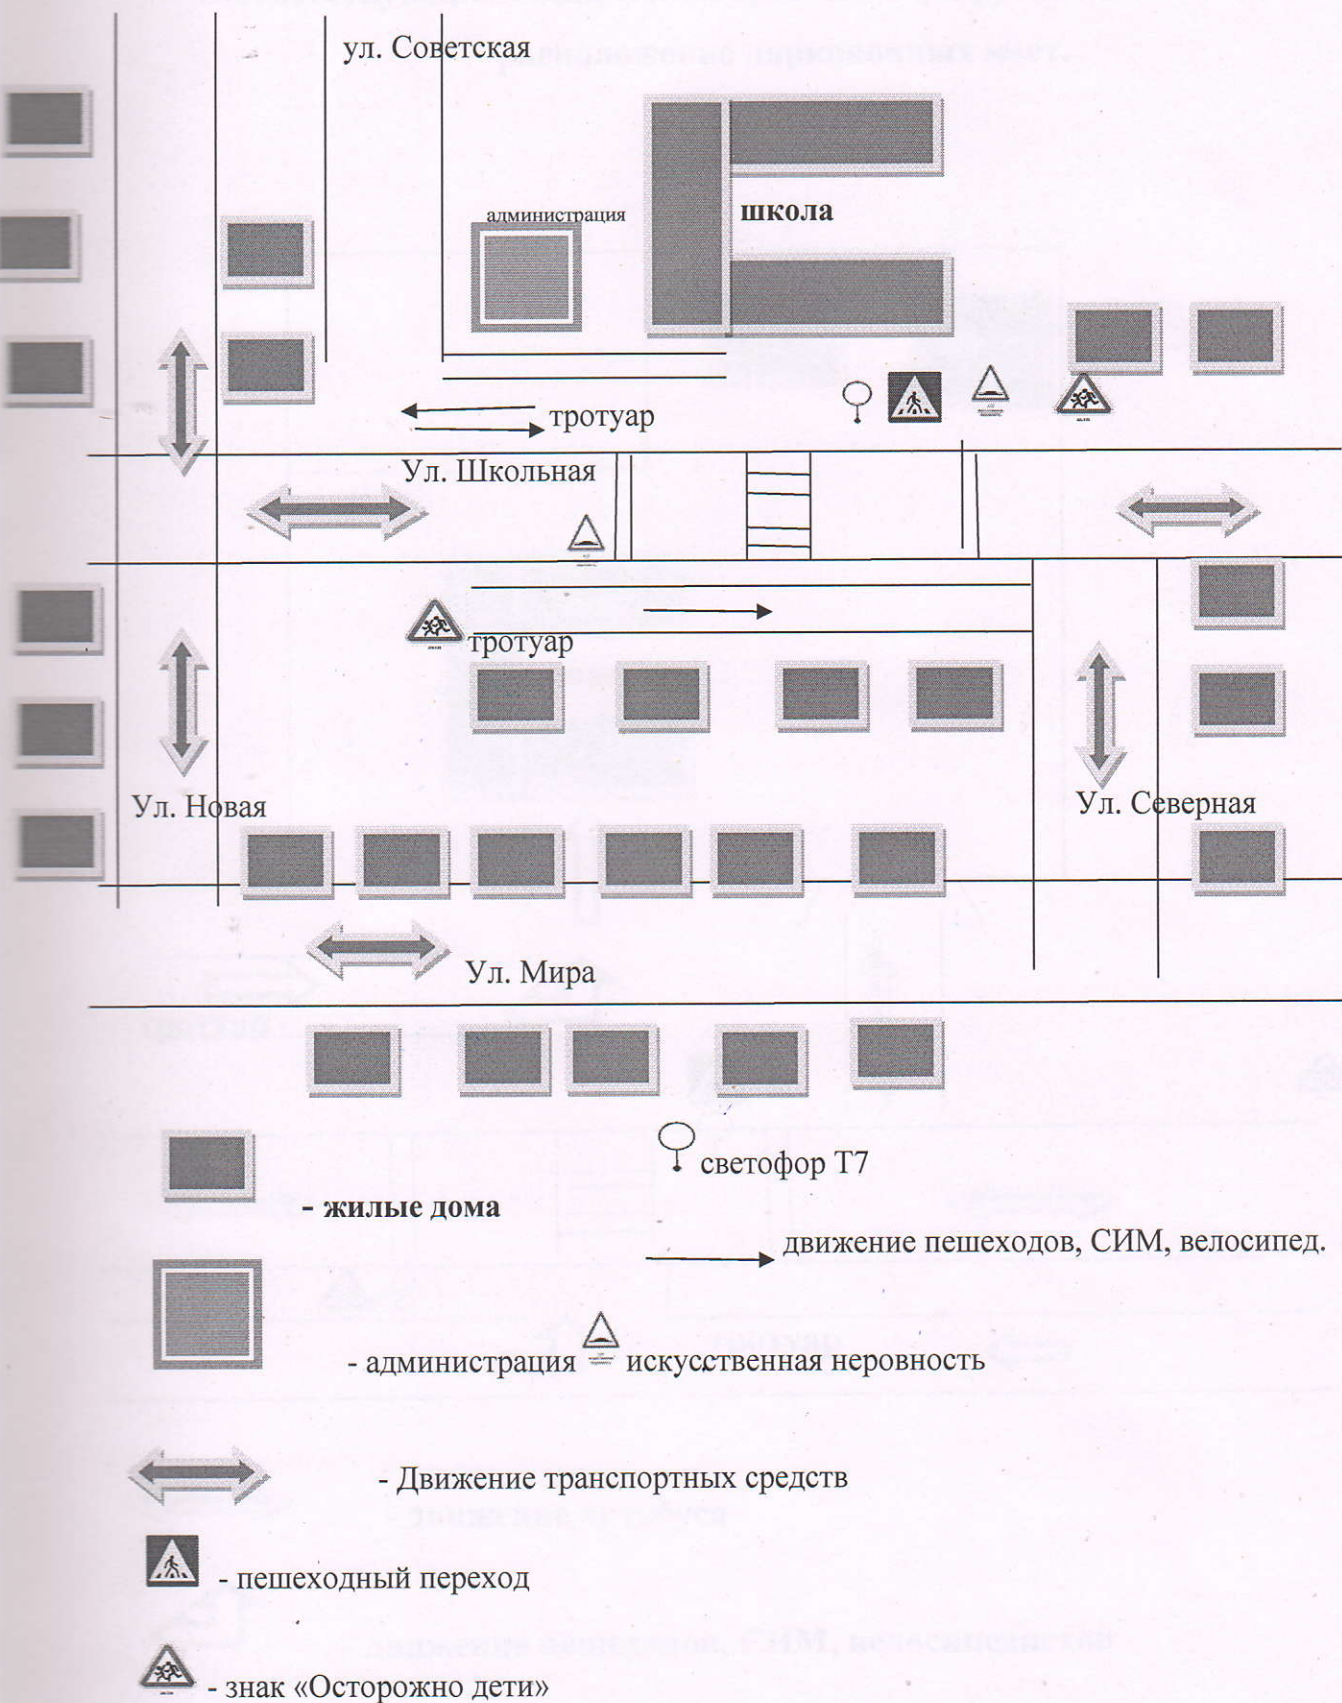 ул. Советская
администрация
школа
тротуар
Ул. Школьная
тротуар
Ул. Новая
Ул. Северная
Ул. Мира
светофор Т7
- жилые дома
движение пешеходов, СИМ, велосипед.
- администрация
искусственная неровность
- Движение транспортных средств
- пешеходный переход
- знак «Осторожно дети»